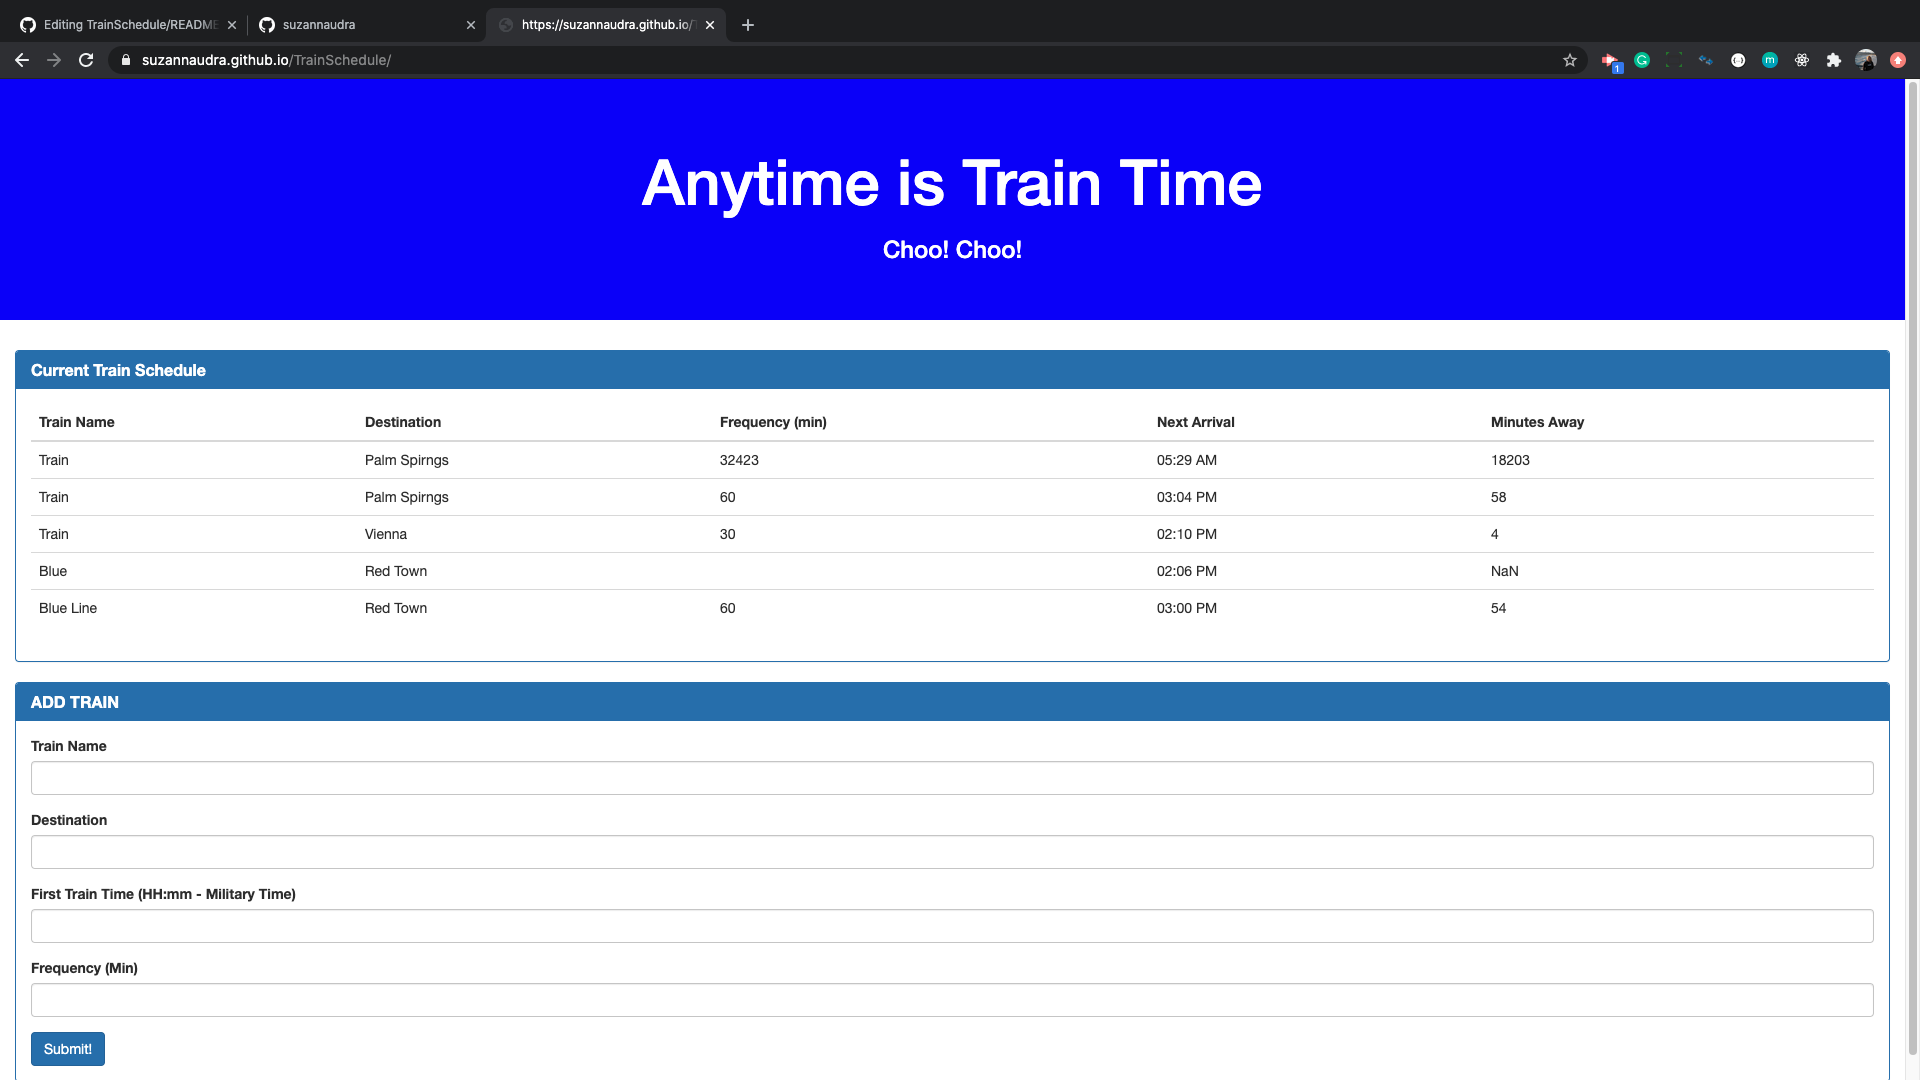 Editing TrainSchedule/README
suzannaudra
https://suzannaudra.github.io/
suzannaudra.github.io/TrainSchedule/
1
m
Anytime is Train Time
Choo! Choo!
Current Train Schedule
Train Name Destination Frequency (min) Next Arrival Minutes Away
Train Palm Spirngs 32423 05:29 AM 18203
Train Palm Spirngs 60 03:04 PM 58
Train Vienna 30 02:10 PM 4
Blue Red Town 02:06 PM NaN
Blue Line Red Town 60 03:00 PM 54
ADD TRAIN
Train Name
Destination
First Train Time (HH:mm - Military Time)
Frequency (Min)
Submit!